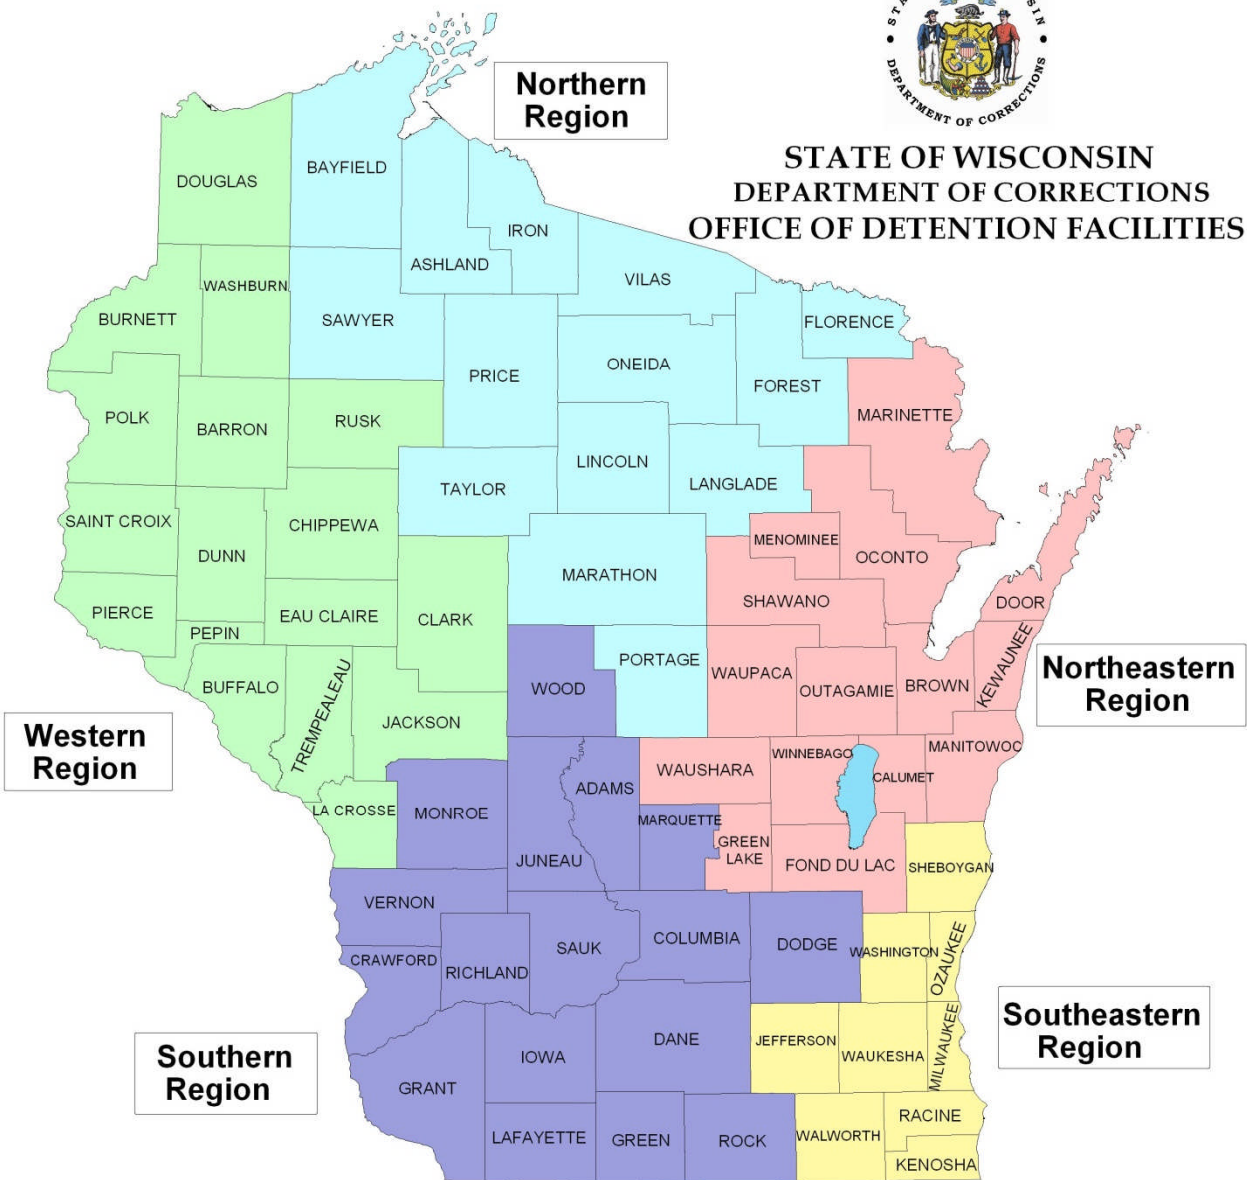 DEPARTMENT OF CORRECTIONS
Northern
Region
STATE OF WISCONSIN
DEPARTMENT OF CORRECTIONS
OFFICE OF DETENTION FACILITIES
DOUGLAS
BAYFIELD
IRON
ASHLAND
VILAS
WASHBURN
BURNETT
SAWYER
FLORENCE
PRICE
ONEIDA
FOREST
POLK
BARRON
RUSK
MARINETTE
TAYLOR
LINCOLN
LANGLADE
SAINT CROIX
CHIPPEWA
MENOMINEE
DUNN
OCONTO
MARATHON
PIERCE
EAU CLAIRE
CLARK
SHAWANO
DOOR
PEPIN
PORTAGE
KEWAUNEE
BUFFALO
WOOD
WAUPACA
OUTAGAMIE
BROWN
Northeastern
Region
TREMPEALEAU
JACKSON
Western
Region
WAUSHARA
WINNEBAGO
CALUMET
MANITOWOC
LA CROSSE
MONROE
ADAMS
MARQUETTE
JUNEAU
GREEN
LAKE
FOND DU LAC
SHEBOYGAN
VERNON
SAUK
COLUMBIA
DODGE
WASHINGTON
OZAUKEE
CRAWFORD
RICHLAND
Southeastern
Region
Southern
Region
GRANT
IOWA
DANE
JEFFERSON
WAUKESHA
MILWAUKEE
LAFAYETTE
GREEN
ROCK
WALWORTH
RACINE
KENOSHA